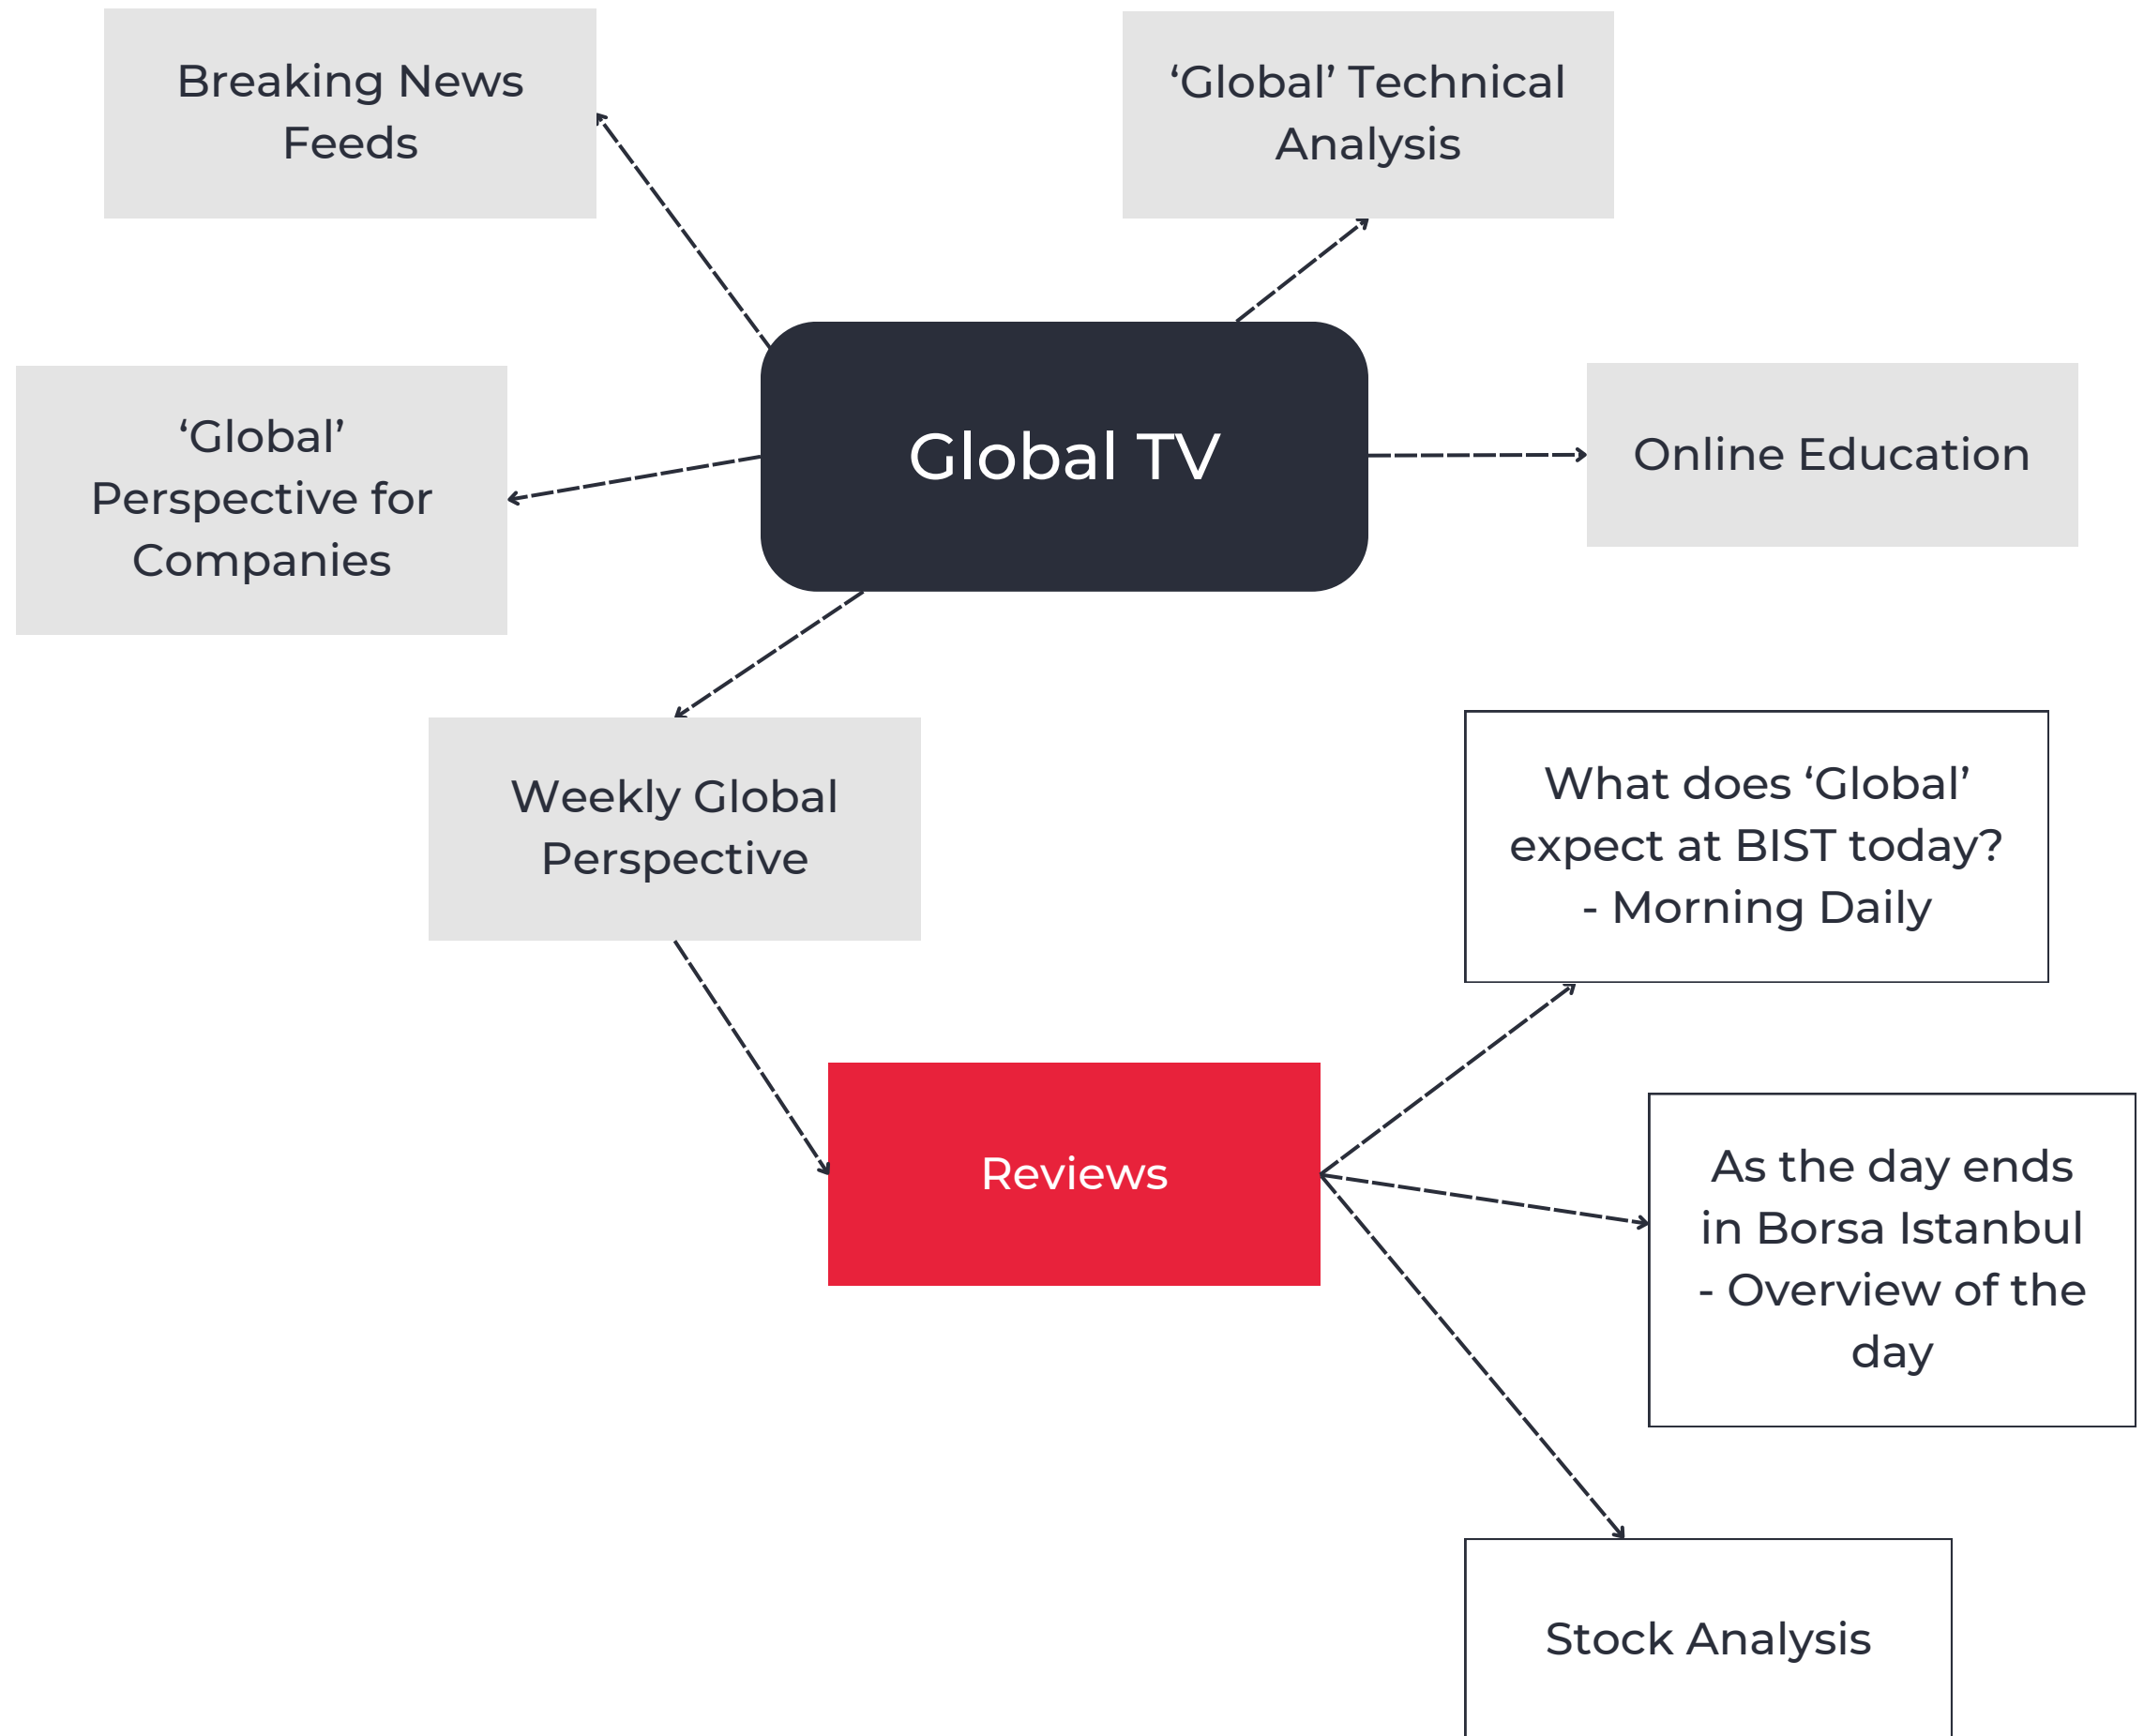 Breaking News
Feeds
‘Global’ Technical
Analysis
‘Global’
Perspective for
Companies
Global TV
Online Education
Weekly Global
Perspective
What does ‘Global’
expect at BIST today?
- Morning Daily
Reviews
As the day ends
in Borsa Istanbul
- Overview of the
day
Stock Analysis